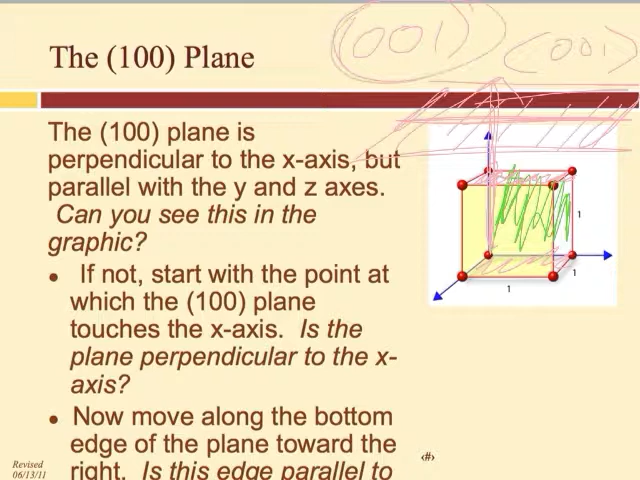 (001) (001)
The (100) Plane
The (100) plane is
perpendicular to the x-axis, but
parallel with the y and z axes.
Can you see this in the
graphic?
• If not, start with the point at
which the (100) plane
touches the x-axis. Is the
plane perpendicular to the x-
axis?
• Now move along the bottom
edge of the plane toward the
right. Is this edge parallel to
1
1
1
Revised
06/13/11
‹#›